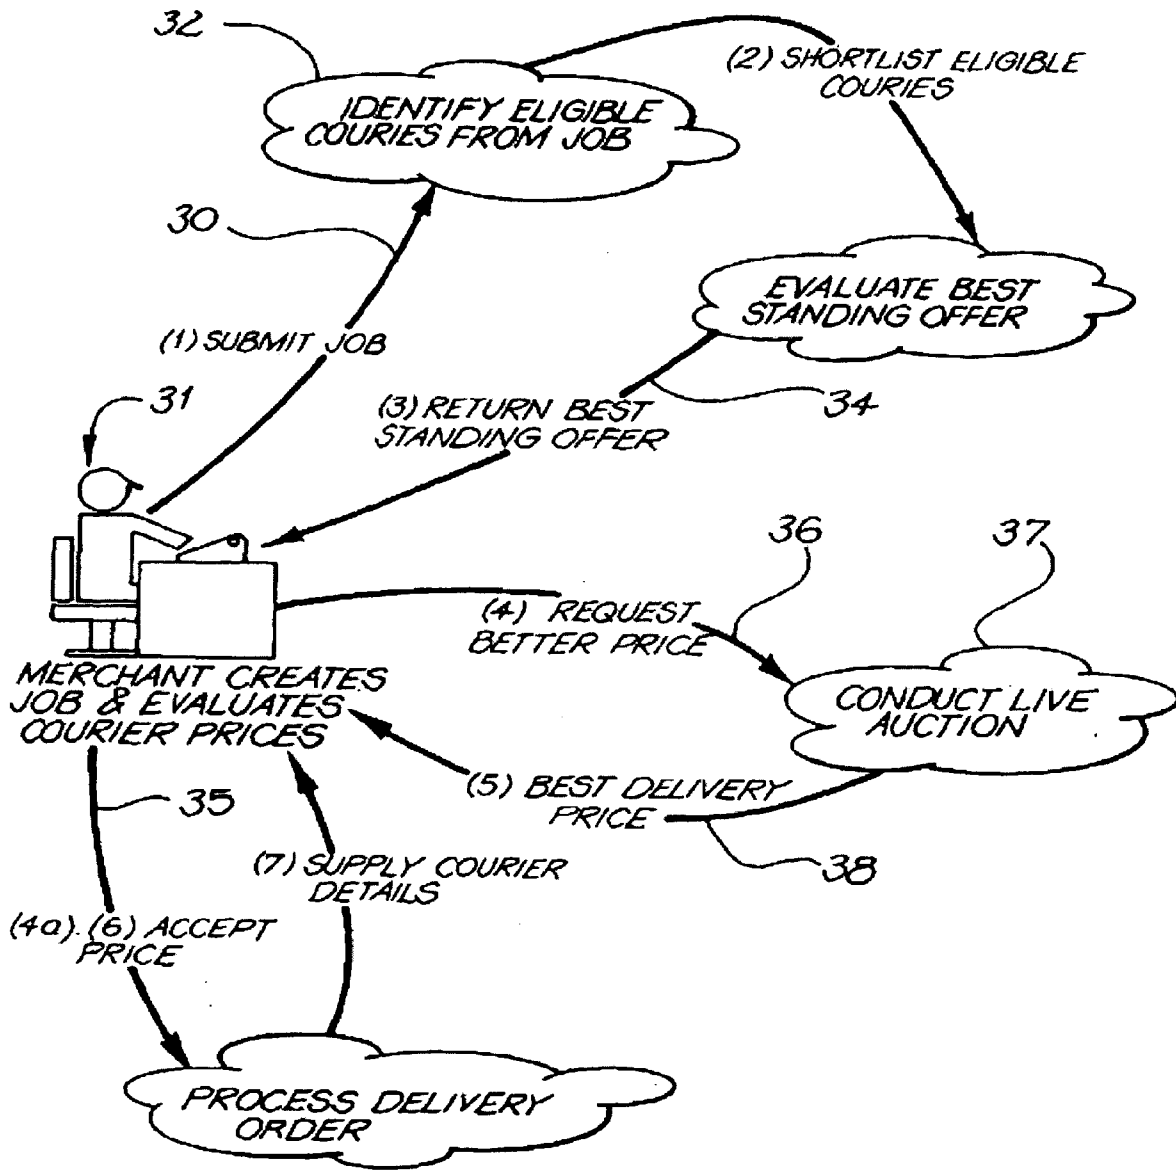 32
(2) SHORTLIST ELIGIBLE
COURIES
IDENTIFY ELIGIBLE
COURIES FROM JOB
30
EVALUATE BEST
STANDING OFFER
(1) SUBMIT JOB
31
34
(3) RETURN BEST
STANDING OFFER
36
37
(4) REQUEST
BETTER PRICE
MERCHANT CREATES
JOB & EVALUATES
COURIER PRICES
CONDUCT LIVE
AUCTION
35
(5) BEST DELIVERY
PRICE
38
(7) SUPPLY COURIER
DETAILS
(4a).(6) ACCEPT
PRICE
PROCESS DELIVERY
ORDER